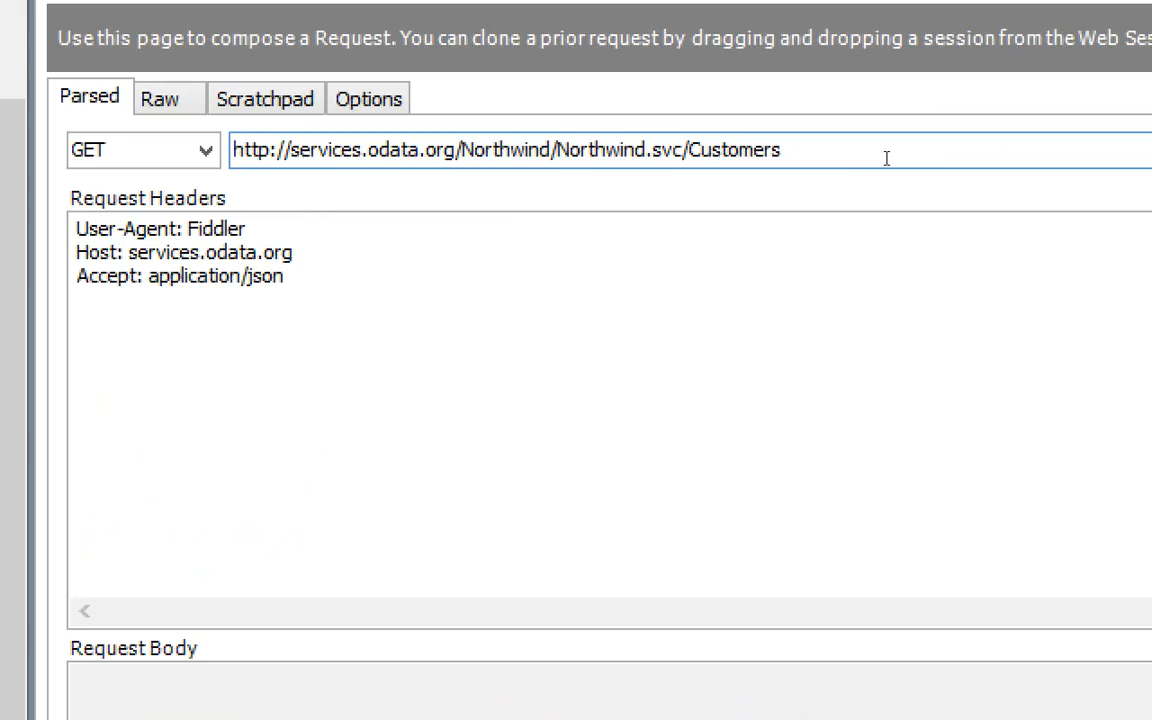 Use this page to compose a Request. You can clone a prior request by dragging and dropping a session from the Web
Parsed
Raw
Scratchpad
Options
GET
http://services.odata.org/Northwind/Northwind.svc/Customers
Request Headers
User-Agent: Fiddler
Host: services.odata.org
Accept: application/json
Request Body